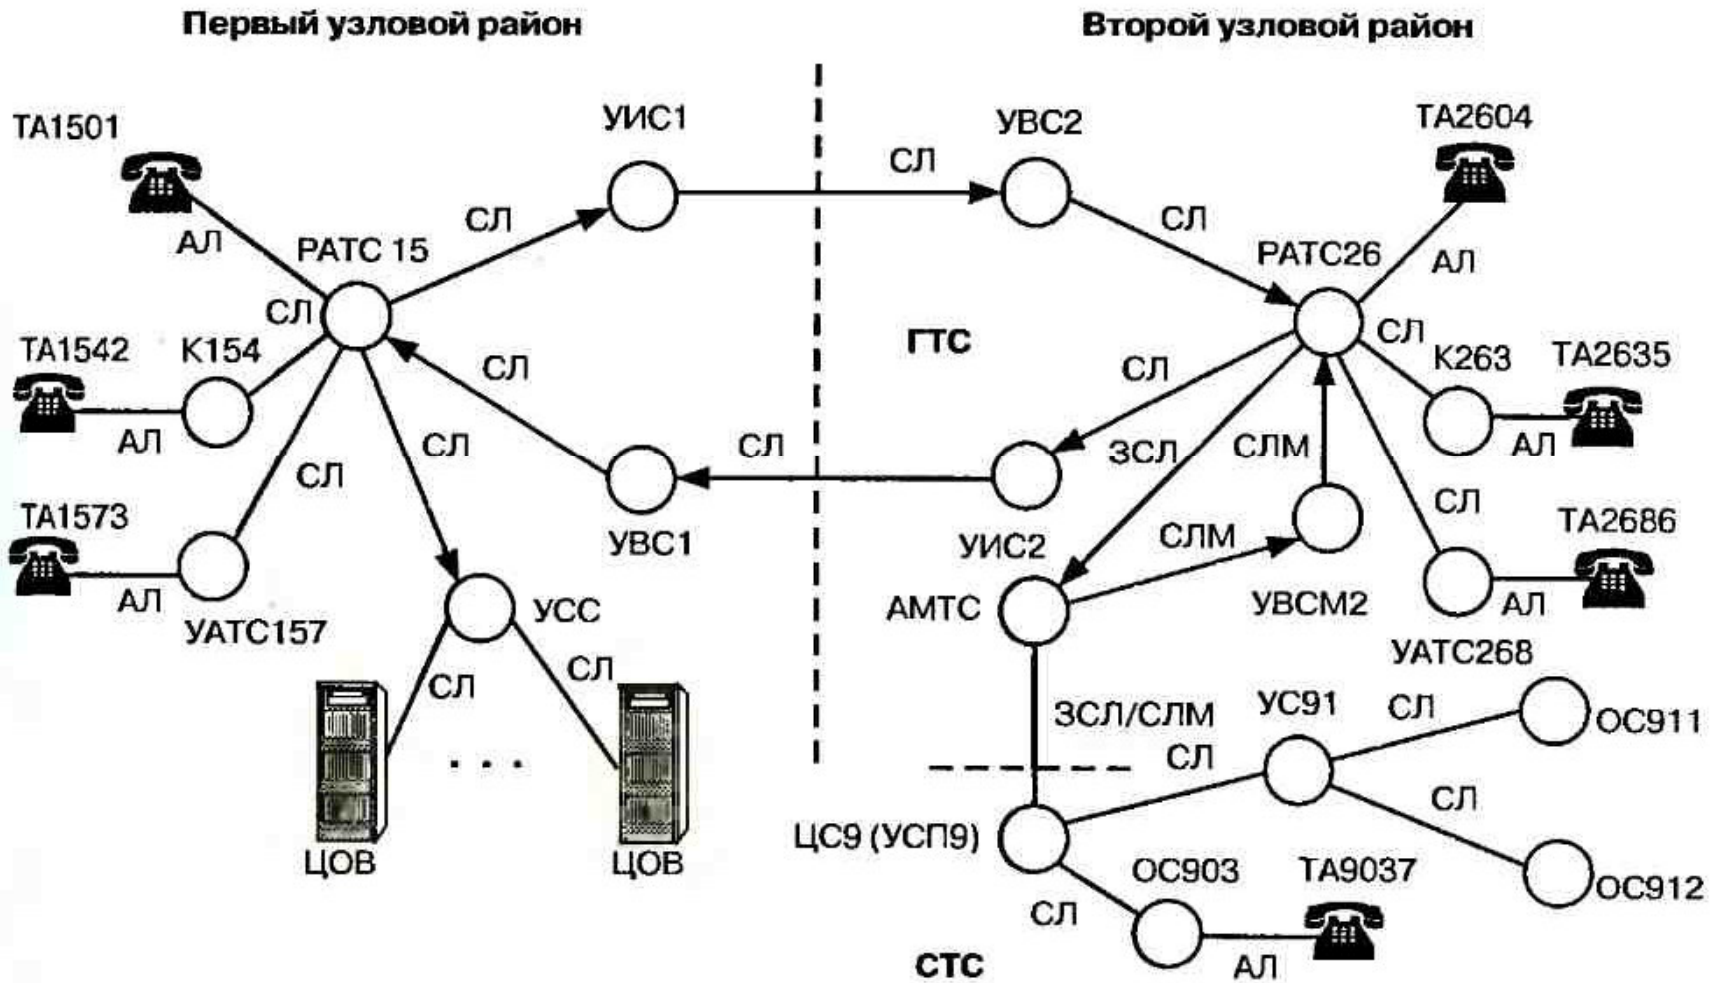 Первый узловой район
Второй узловой район
ТА1501
УИС1
УВС2
ТА2604
СЛ
СЛ
СЛ
АЛ
РАТС 15
РАТС26
АЛ
СЛ
ГТС
СЛ
ТА1542
К154
СЛ
СЛ
К263
ТА2635
АЛ
СЛ
СЛ
ЗСЛ
СЛМ
АЛ
СЛ
СЛ
ТА1573
УВС1
УИС2
СЛМ
ТА2686
АЛ
УАТС157
УСС
АМТС
УВСМ2
АЛ
УАТС268
СЛ
СЛ
ЗСЛ/СЛМ
УС91
СЛ
ОС911
СЛ
. . .
СЛ
ЦОВ
ЦОВ
ЦС9 (УСП9)
ОС903
ТА9037
ОС912
СЛ
АЛ
СТС